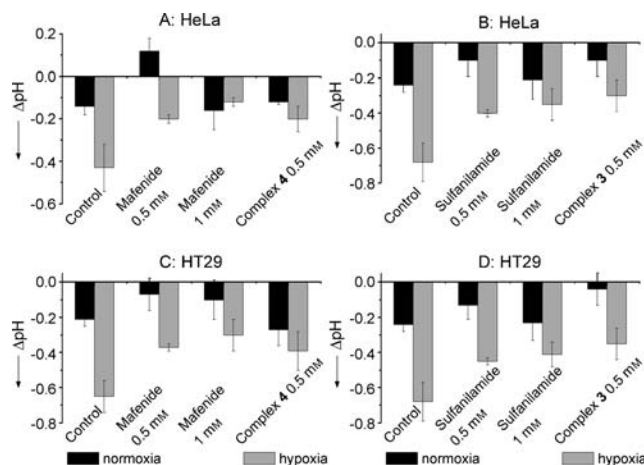 A: HeLa
0.2
0.0
-0.2
-0.4
-0.6
ΔpH
Control
Mafenide
0.5 mM
Mafenide
1 mM
Complex 4 0.5 mM
B: HeLa
0.0
-0.2
-0.4
-0.6
-0.8
ΔpH
Control
Sulfanilamide
0.5 mM
Sulfanilamide
1 mM
Complex 3 0.5 mM
C: HT29
0.0
-0.2
-0.4
-0.6
-0.8
ΔpH
Control
Mafenide
0.5 mM
Mafenide
1 mM
Complex 4 0.5 mM
D: HT29
0.0
-0.2
-0.4
-0.6
-0.8
ΔpH
Control
Sulfanilamide
0.5 mM
Sulfanilamide
1 mM
Complex 3 0.5 mM
normoxia hypoxia normoxia hypoxia